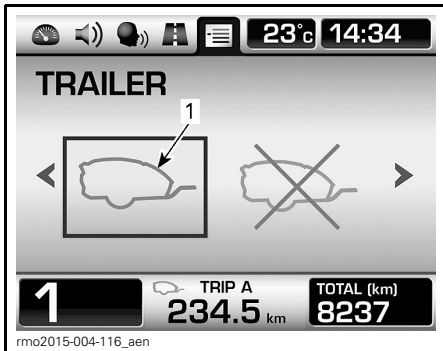 23°c 14:34
TRAILER
1
1 TRIP A 234.5 km TOTAL (km) 8237
rmo2015-004-116_aen